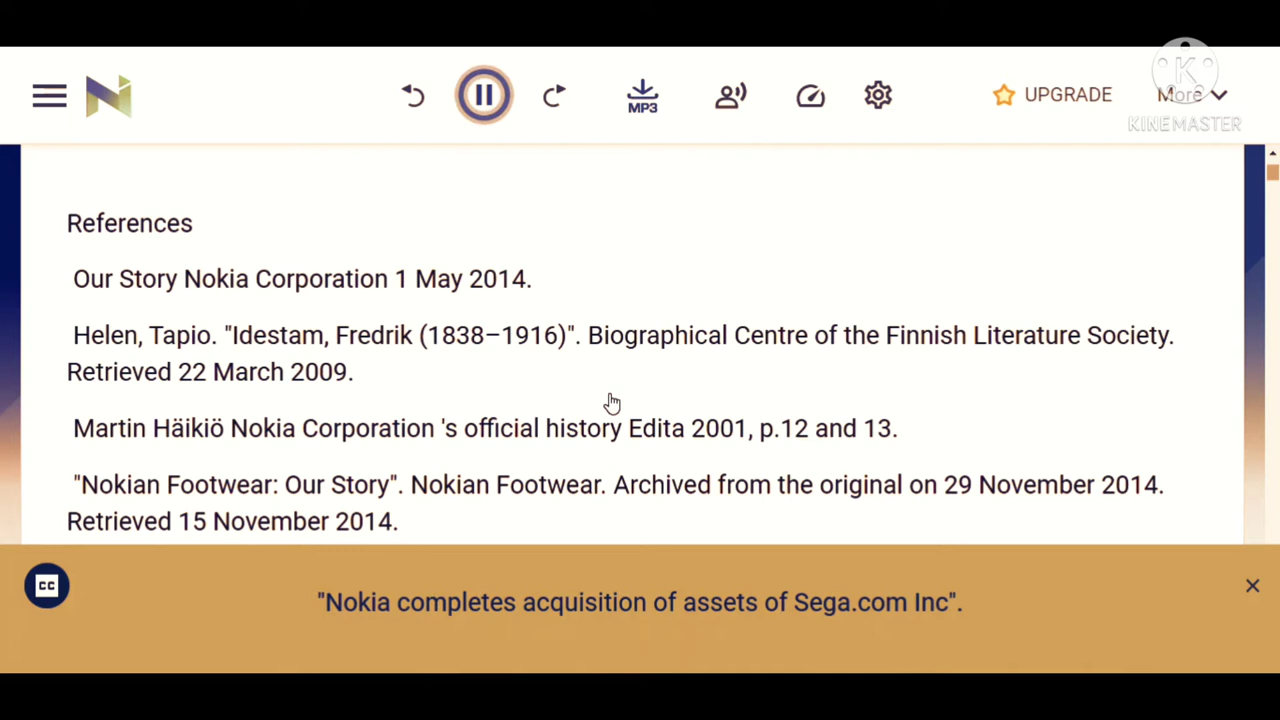 MP3
UPGRADE
More
K
KINEMASTER
References
Our Story Nokia Corporation 1 May 2014.
Helen, Tapio. "Idestam, Fredrik (1838–1916)". Biographical Centre of the Finnish Literature Society.
Retrieved 22 March 2009.
Martin Häikiö Nokia Corporation 's official history Edita 2001, p.12 and 13.
"Nokian Footwear: Our Story". Nokian Footwear. Archived from the original on 29 November 2014.
Retrieved 15 November 2014.
CC
"Nokia completes acquisition of assets of Sega.com Inc".